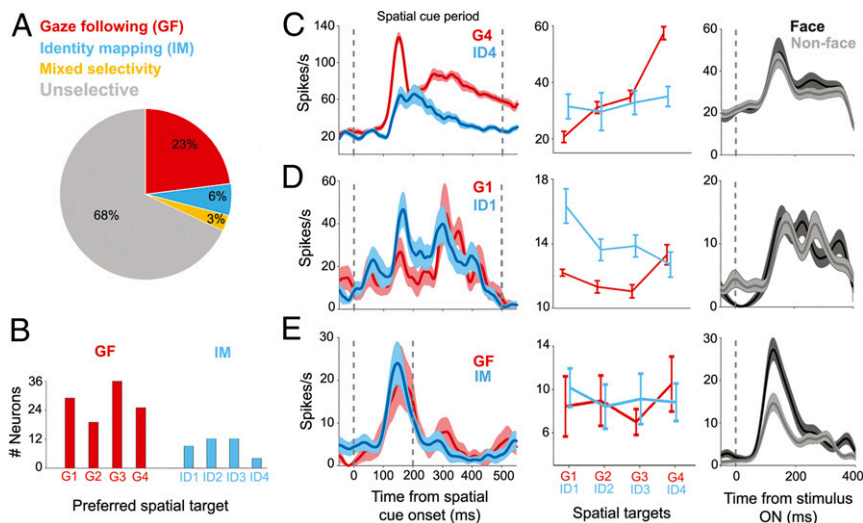 A
Gaze following (GF)
Identity mapping (IM)
Mixed selectivity
Unselective
23%
6%
3%
68%
B
GF
IM
# Neurons
36
24
12
0
G1 G2 G3 G4
ID1 ID2 ID3 ID4
Preferred spatial target
C
Spatial cue period
G4
ID4
Spikes/s
140
100
60
20
60
40
20
Face
Non-face
60
40
20
0
D
G1
ID1
Spikes/s
60
40
20
0
18
16
14
12
10
20
10
0
E
GF
IM
Spikes/s
30
20
10
0
14
12
10
8
6
30
20
10
0
0 100 200 300 400 500
Time from spatial
cue onset (ms)
G1 G2 G3 G4
ID1 ID2 ID3 ID4
Spatial targets
0 200 400
Time from stimulus
ON (ms)